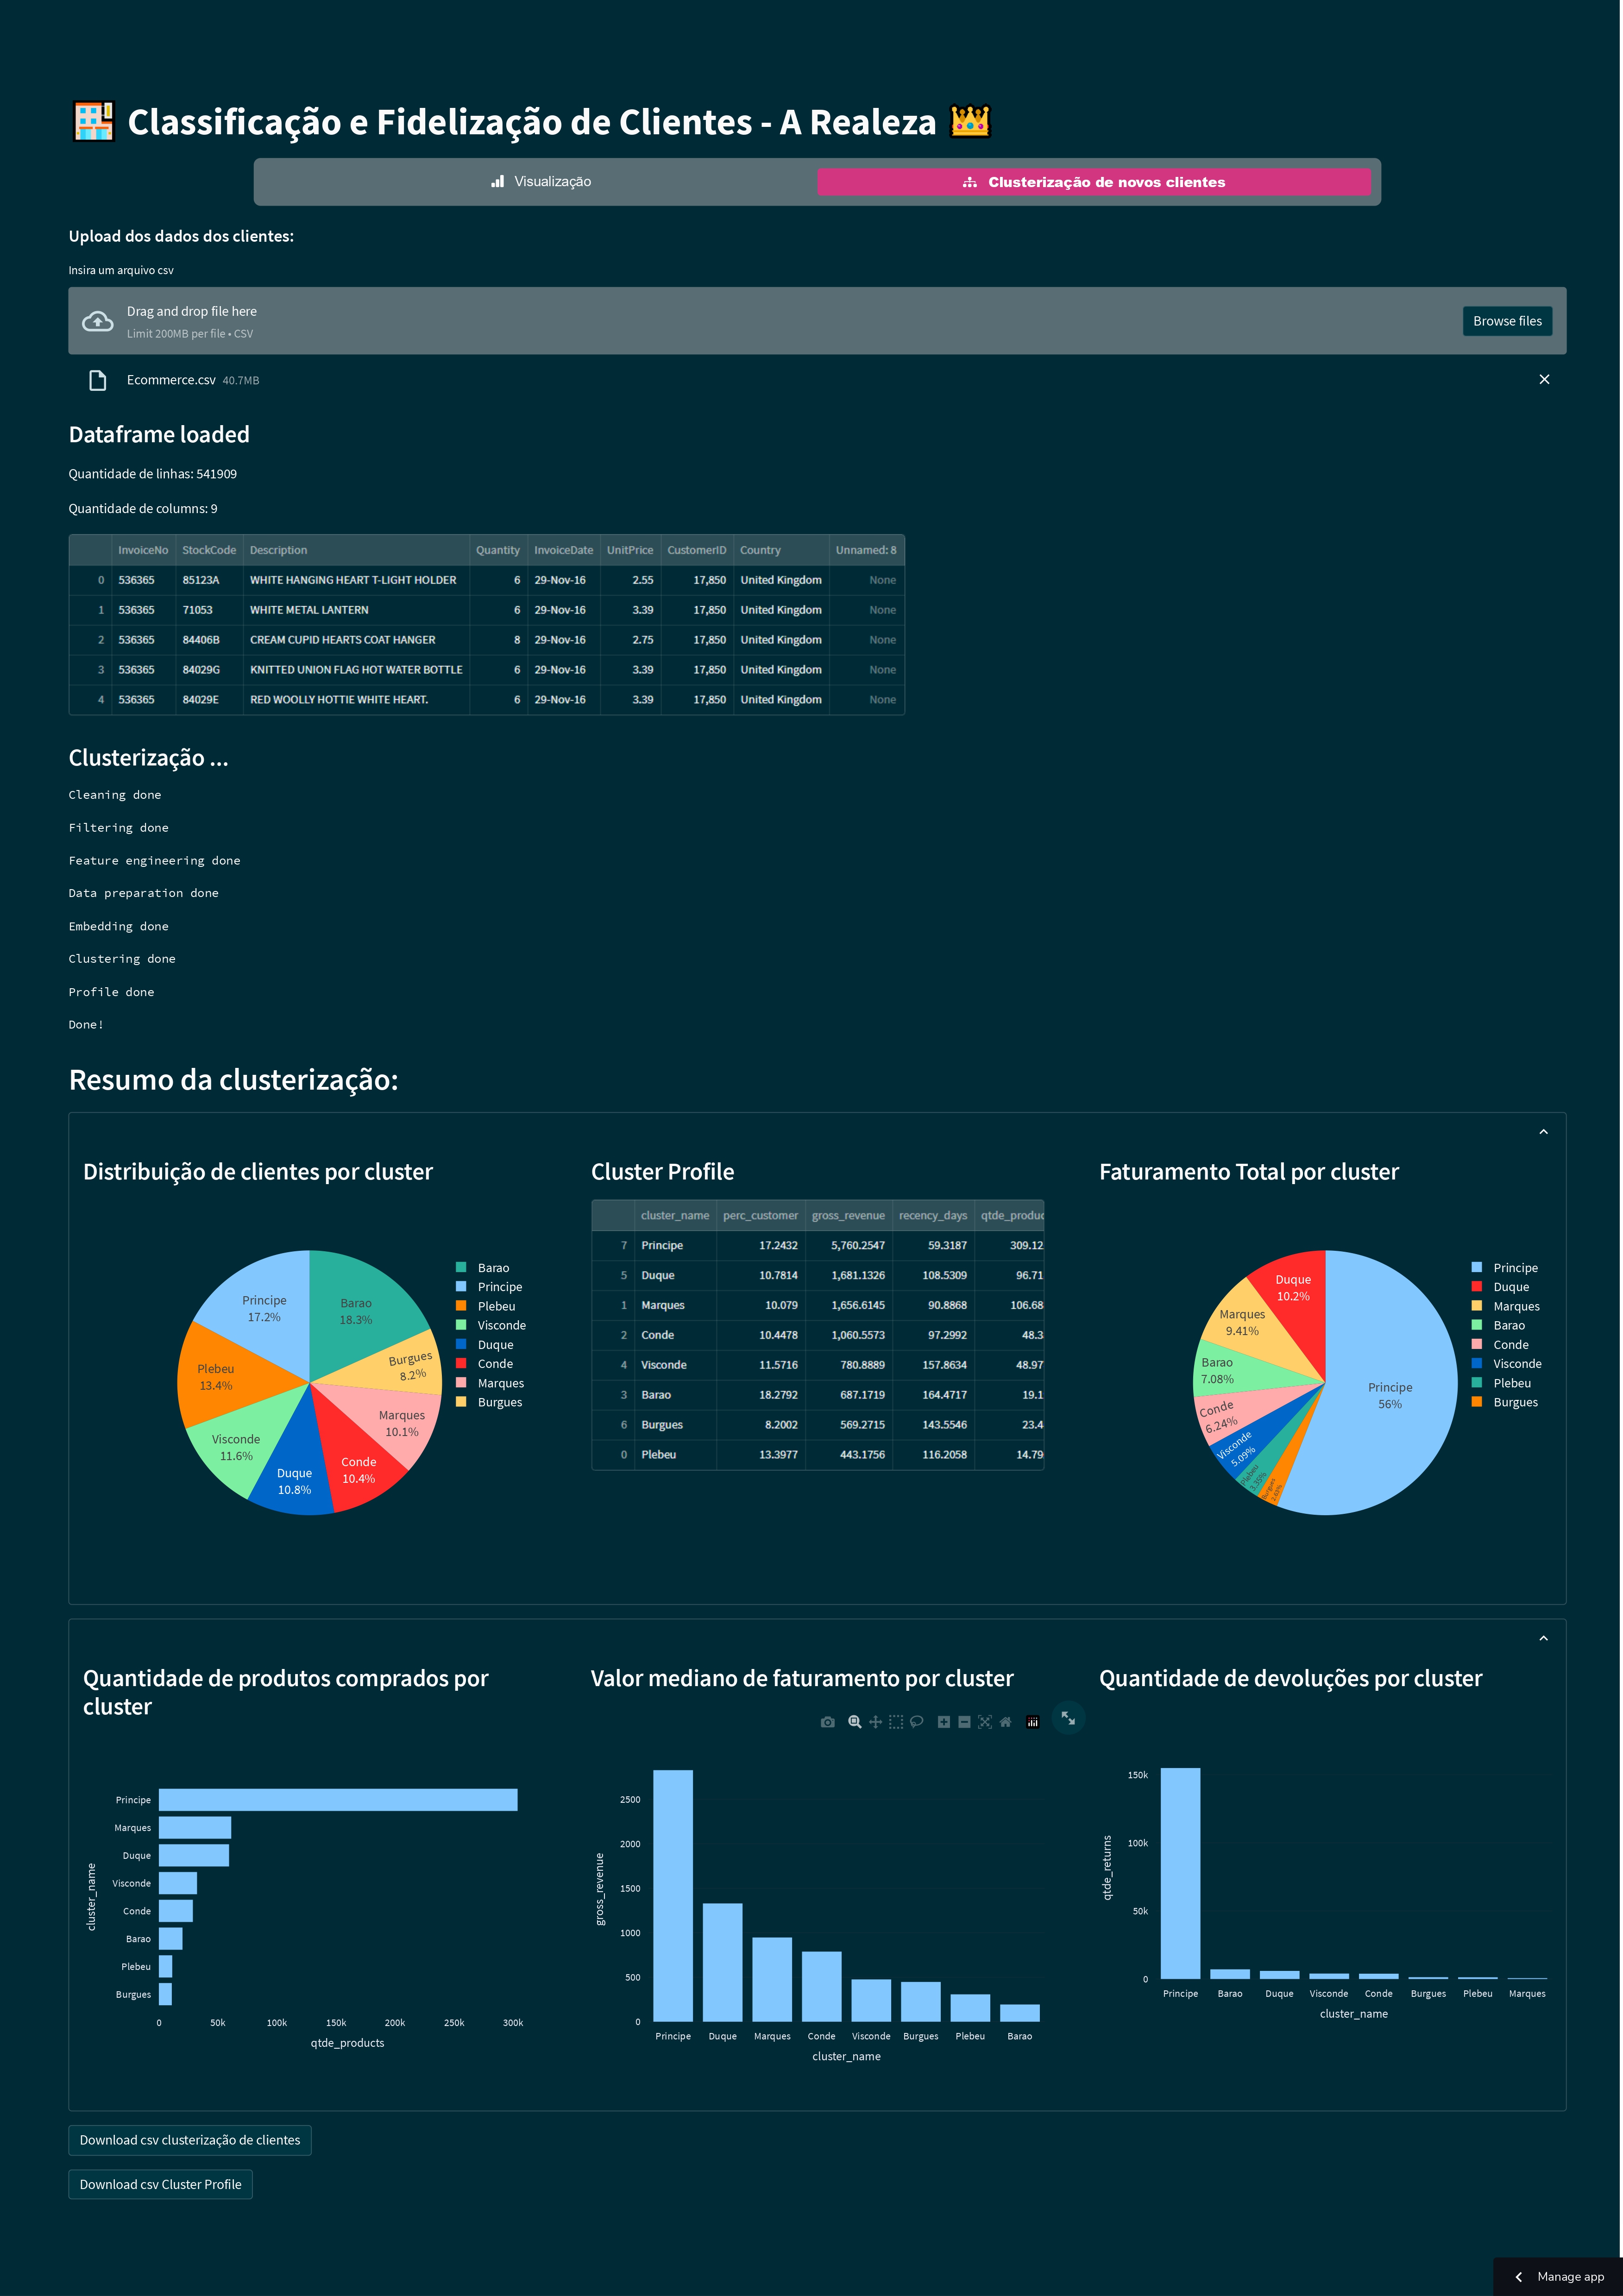 Classificação e Fidelização de Clientes - A Realeza
Visualização
Clusterização de novos clientes
Upload dos dados dos clientes:
Insira um arquivo csv
Drag and drop file here
Limit 200MB per file • CSV
Browse files
Ecommerce.csv 40.7MB
Dataframe loaded
Quantidade de linhas: 541909
Quantidade de columns: 9
InvoiceNo StockCode Description Quantity InvoiceDate UnitPrice CustomerID Country Unnamed: 8
0 536365 85123A WHITE HANGING HEART T-LIGHT HOLDER 6 29-Nov-16 2.55 17,850 United Kingdom None
1 536365 71053 WHITE METAL LANTERN 6 29-Nov-16 3.39 17,850 United Kingdom None
2 536365 84406B CREAM CUPID HEARTS COAT HANGER 8 29-Nov-16 2.75 17,850 United Kingdom None
3 536365 84029G KNITTED UNION FLAG HOT WATER BOTTLE 6 29-Nov-16 3.39 17,850 United Kingdom None
4 536365 84029E RED WOOLLY HOTTIE WHITE HEART. 6 29-Nov-16 3.39 17,850 United Kingdom None
Clusterização ...
Cleaning done
Filtering done
Feature engineering done
Data preparation done
Embedding done
Clustering done
Profile done
Done!
Resumo da clusterização:
Distribuição de clientes por cluster
Principe
17.2%
Barao
18.3%
Burgues
8.2%
Marques
10.1%
Conde
10.4%
Duque
10.8%
Visconde
11.6%
Plebeu
13.4%
Barao
Principe
Plebeu
Visconde
Duque
Conde
Marques
Burgues
Cluster Profile
cluster_name perc_customer gross_revenue recency_days qtde_produc
7 Principe 17.2432 5,760.2547 59.3187 309.12
5 Duque 10.7814 1,681.1326 108.5309 96.71
1 Marques 10.079 1,656.6145 90.8868 106.68
2 Conde 10.4478 1,060.5573 97.2992 48.3
4 Visconde 11.5716 780.8889 157.8634 48.97
3 Barao 18.2792 687.1719 164.4717 19.1
6 Burgues 8.2002 569.2715 143.5546 23.4
0 Plebeu 13.3977 443.1756 116.2058 14.79
Faturamento Total por cluster
Duque
10.2%
Marques
9.41%
Barao
7.08%
Conde
6.24%
Visconde
5.09%
Plebeu
Burgues
Principe
56%
Principe
Duque
Marques
Barao
Conde
Visconde
Plebeu
Burgues
Quantidade de produtos comprados por
cluster
cluster_name
Principe
Marques
Duque
Visconde
Conde
Barao
Plebeu
Burgues
0 50k 100k 150k 200k 250k 300k
qtde_products
Valor mediano de faturamento por cluster
gross_revenue
2500
2000
1500
1000
500
0
Principe Duque Marques Conde Visconde Burgues Plebeu Barao
cluster_name
Quantidade de devoluções por cluster
qtde_returns
150k
100k
50k
0
Principe Barao Duque Visconde Conde Burgues Plebeu Marques
cluster_name
Download csv clusterização de clientes
Download csv Cluster Profile
Manage app